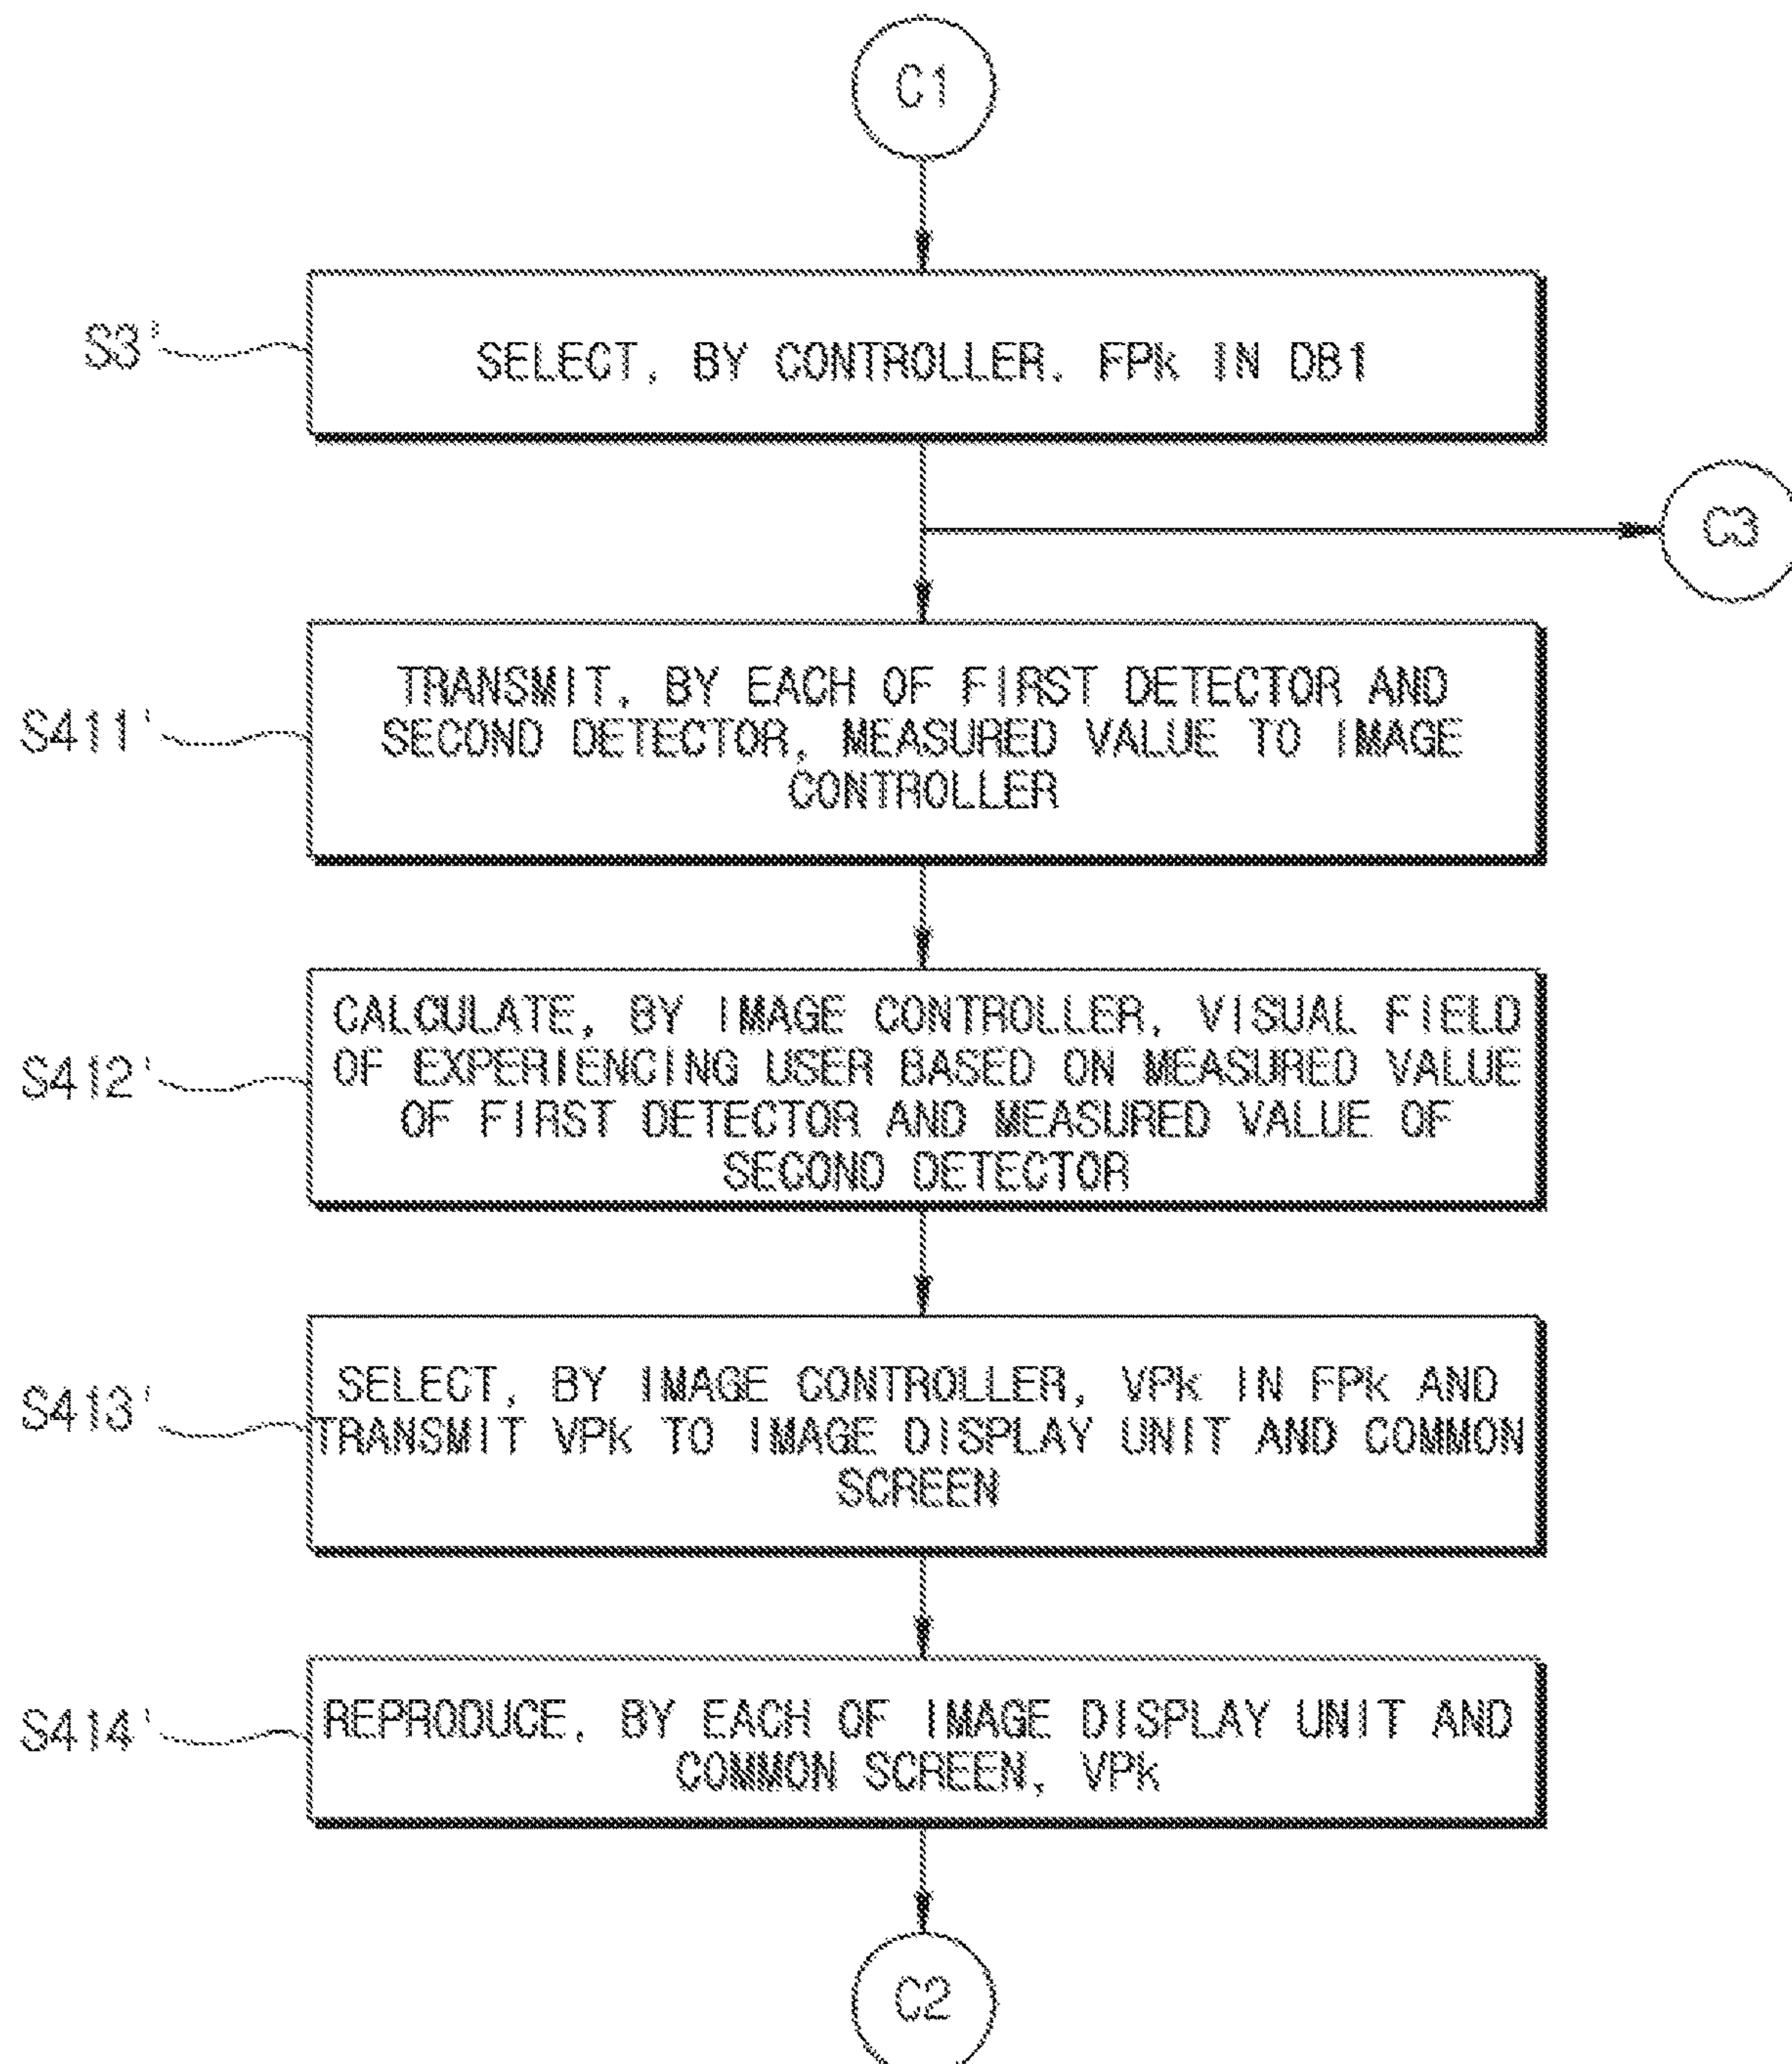 C1
S3'
SELECT, BY CONTROLLER, FPk IN DB1
C3
S411'
TRANSMIT, BY EACH OF FIRST DETECTOR AND
SECOND DETECTOR, MEASURED VALUE TO IMAGE
CONTROLLER
S412'
CALCULATE, BY IMAGE CONTROLLER, VISUAL FIELD
OF EXPERIENCING USER BASED ON MEASURED VALUE
OF FIRST DETECTOR AND MEASURED VALUE OF
SECOND DETECTOR
S413'
SELECT, BY IMAGE CONTROLLER, VPk IN FPk AND
TRANSMIT VPk TO IMAGE DISPLAY UNIT AND COMMON
SCREEN
S414'
REPRODUCE, BY EACH OF IMAGE DISPLAY UNIT AND
COMMON SCREEN, VPk
C2